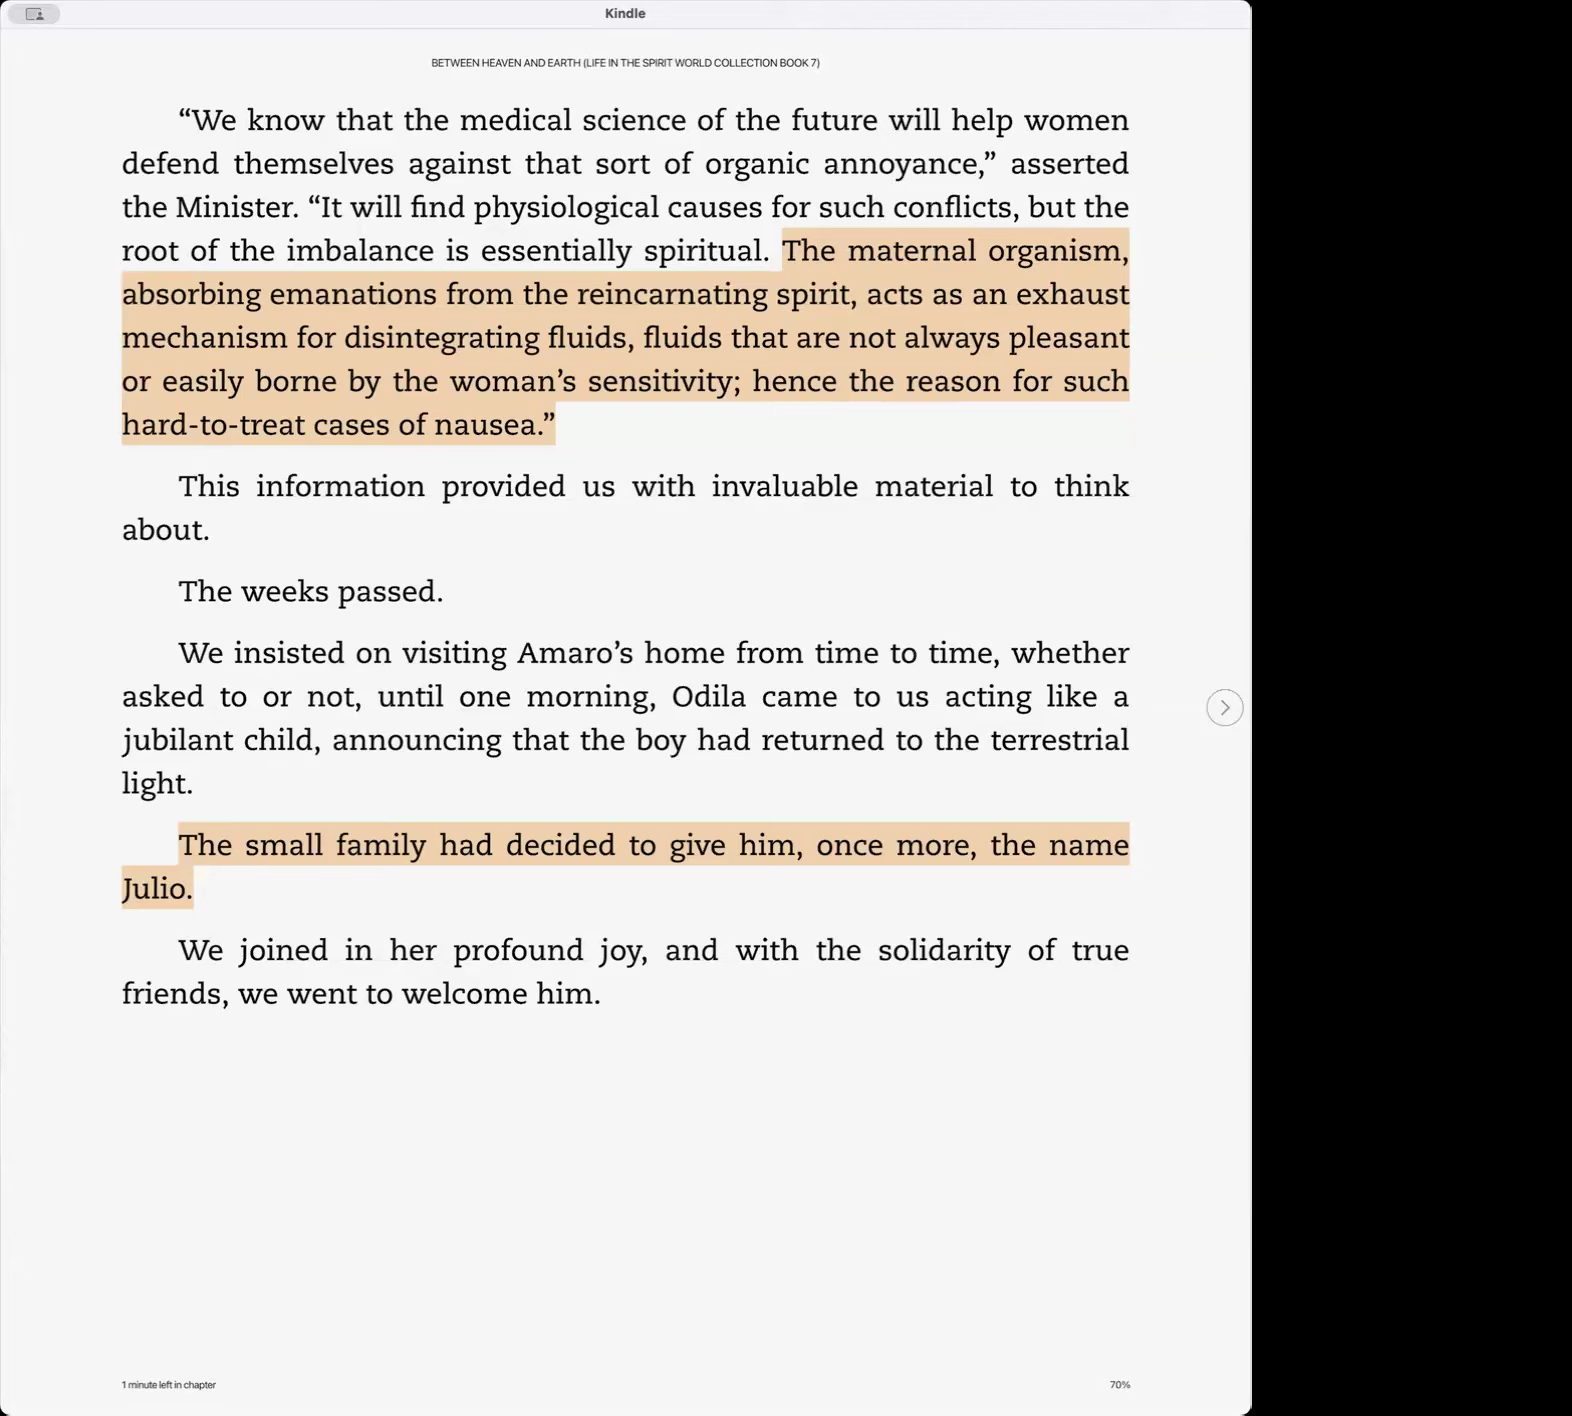 Kindle
BETWEEN HEAVEN AND EARTH (LIFE IN THE SPIRIT WORLD COLLECTION BOOK 7)
“We know that the medical science of the future will help women
defend themselves against that sort of organic annoyance,” asserted
the Minister. “It will find physiological causes for such conflicts, but the
root of the imbalance is essentially spiritual. The maternal organism,
absorbing emanations from the reincarnating spirit, acts as an exhaust
mechanism for disintegrating fluids, fluids that are not always pleasant
or easily borne by the woman’s sensitivity; hence the reason for such
hard-to-treat cases of nausea.”
This information provided us with invaluable material to think
about.
The weeks passed.
We insisted on visiting Amaro’s home from time to time, whether
asked to or not, until one morning, Odila came to us acting like a
jubilant child, announcing that the boy had returned to the terrestrial
light.
The small family had decided to give him, once more, the name
Julio.
We joined in her profound joy, and with the solidarity of true
friends, we went to welcome him.
1 minute left in chapter
70%